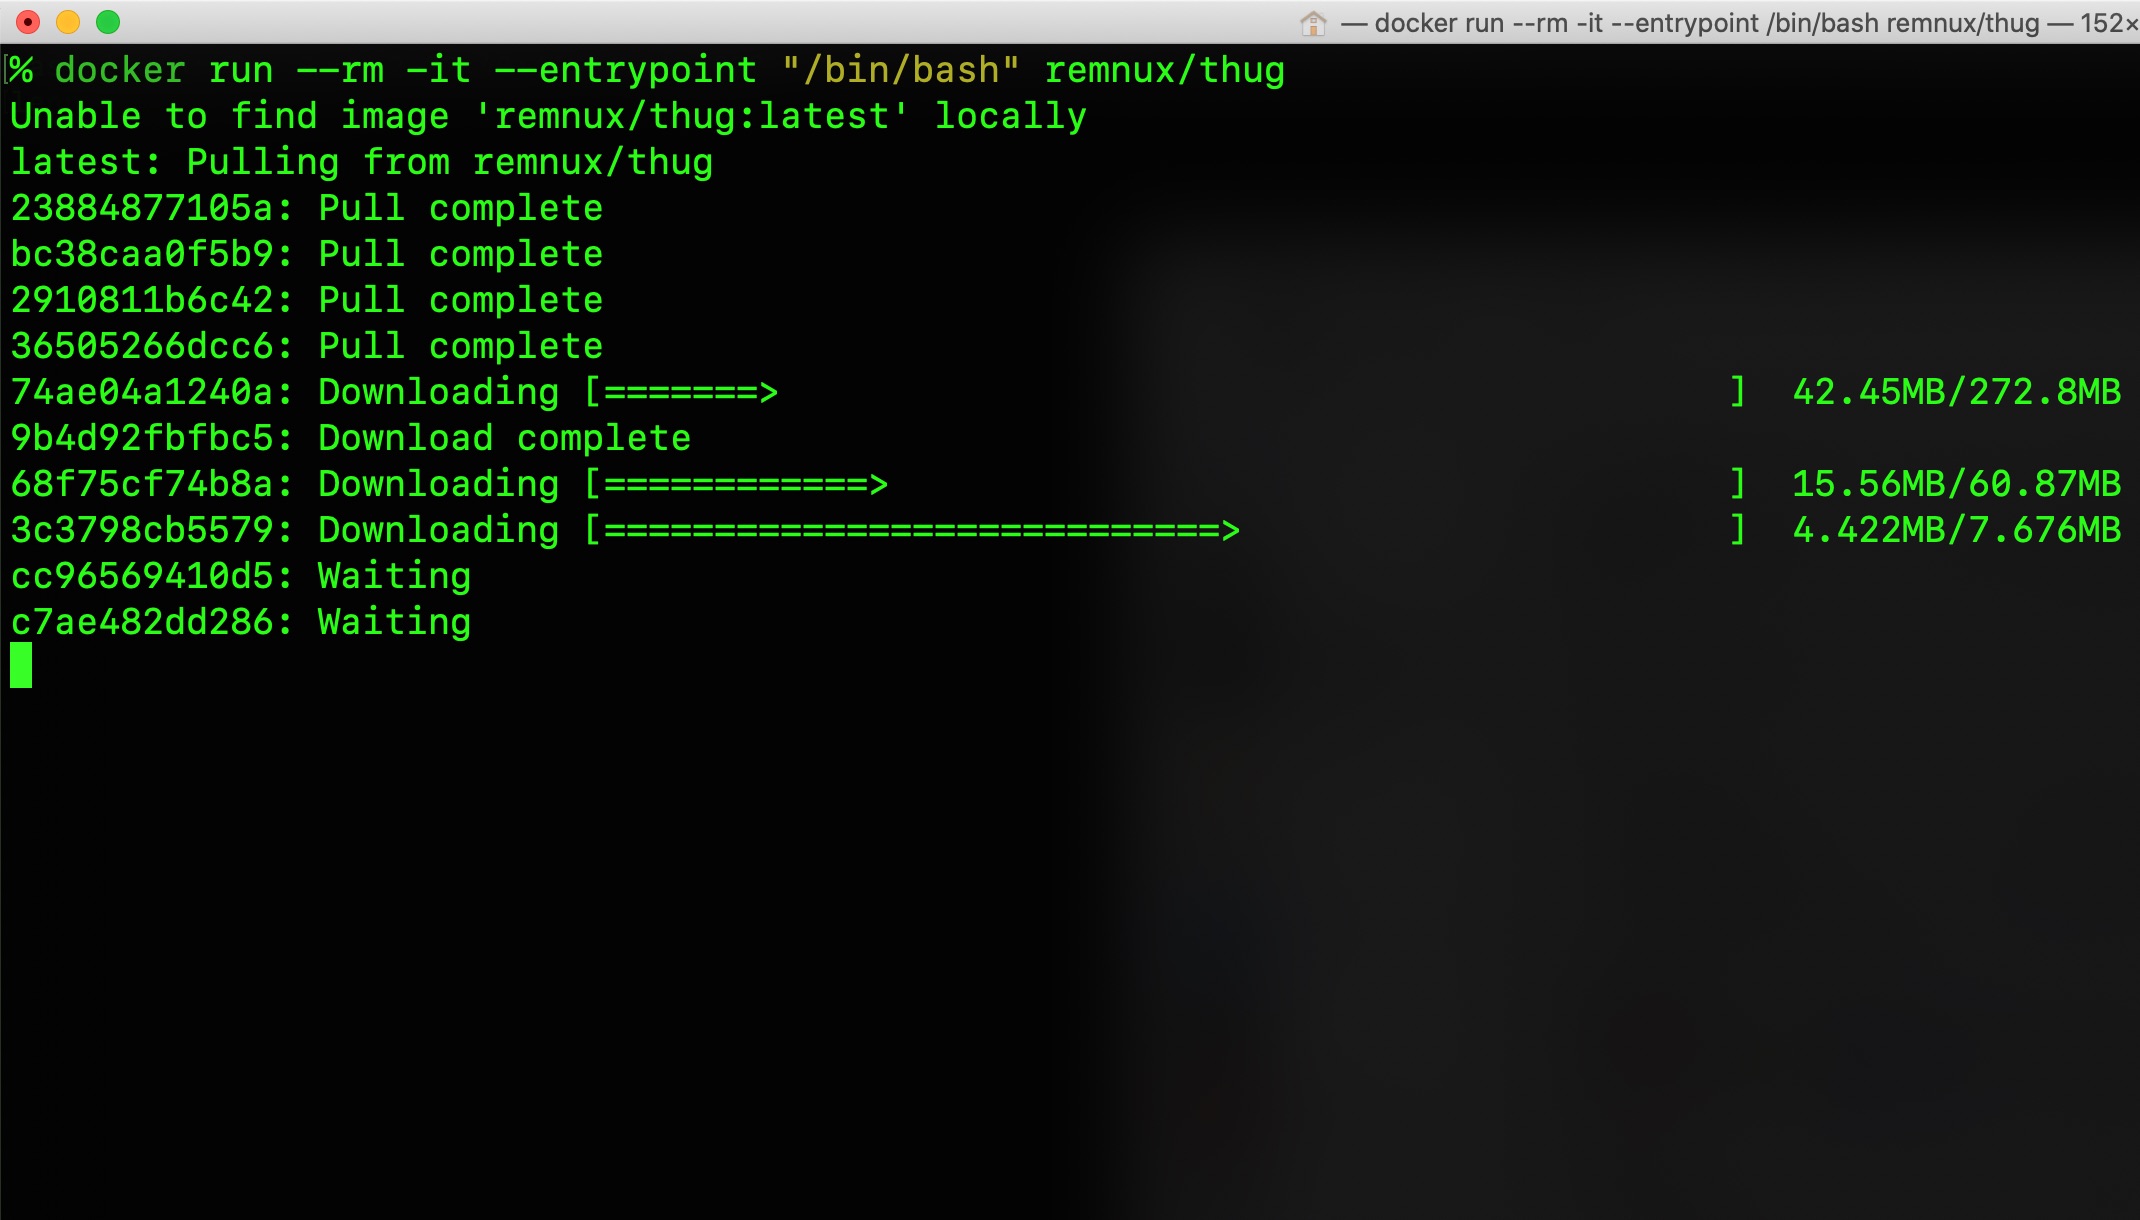 — docker run --rm -it --entrypoint /bin/bash remnux/thug — 152×
% docker run --rm -it --entrypoint "/bin/bash" remnux/thug
Unable to find image 'remnux/thug:latest' locally
latest: Pulling from remnux/thug
23884877105a: Pull complete
bc38caa0f5b9: Pull complete
2910811b6c42: Pull complete
36505266dcc6: Pull complete
74ae04a1240a: Downloading [=======>                                           ]  42.45MB/272.8MB
9b4d92fbfbc5: Download complete
68f75cf74b8a: Downloading [============>                                      ]  15.56MB/60.87MB
3c3798cb5579: Downloading [============================>                      ]  4.422MB/7.676MB
cc96569410d5: Waiting
c7ae482dd286: Waiting